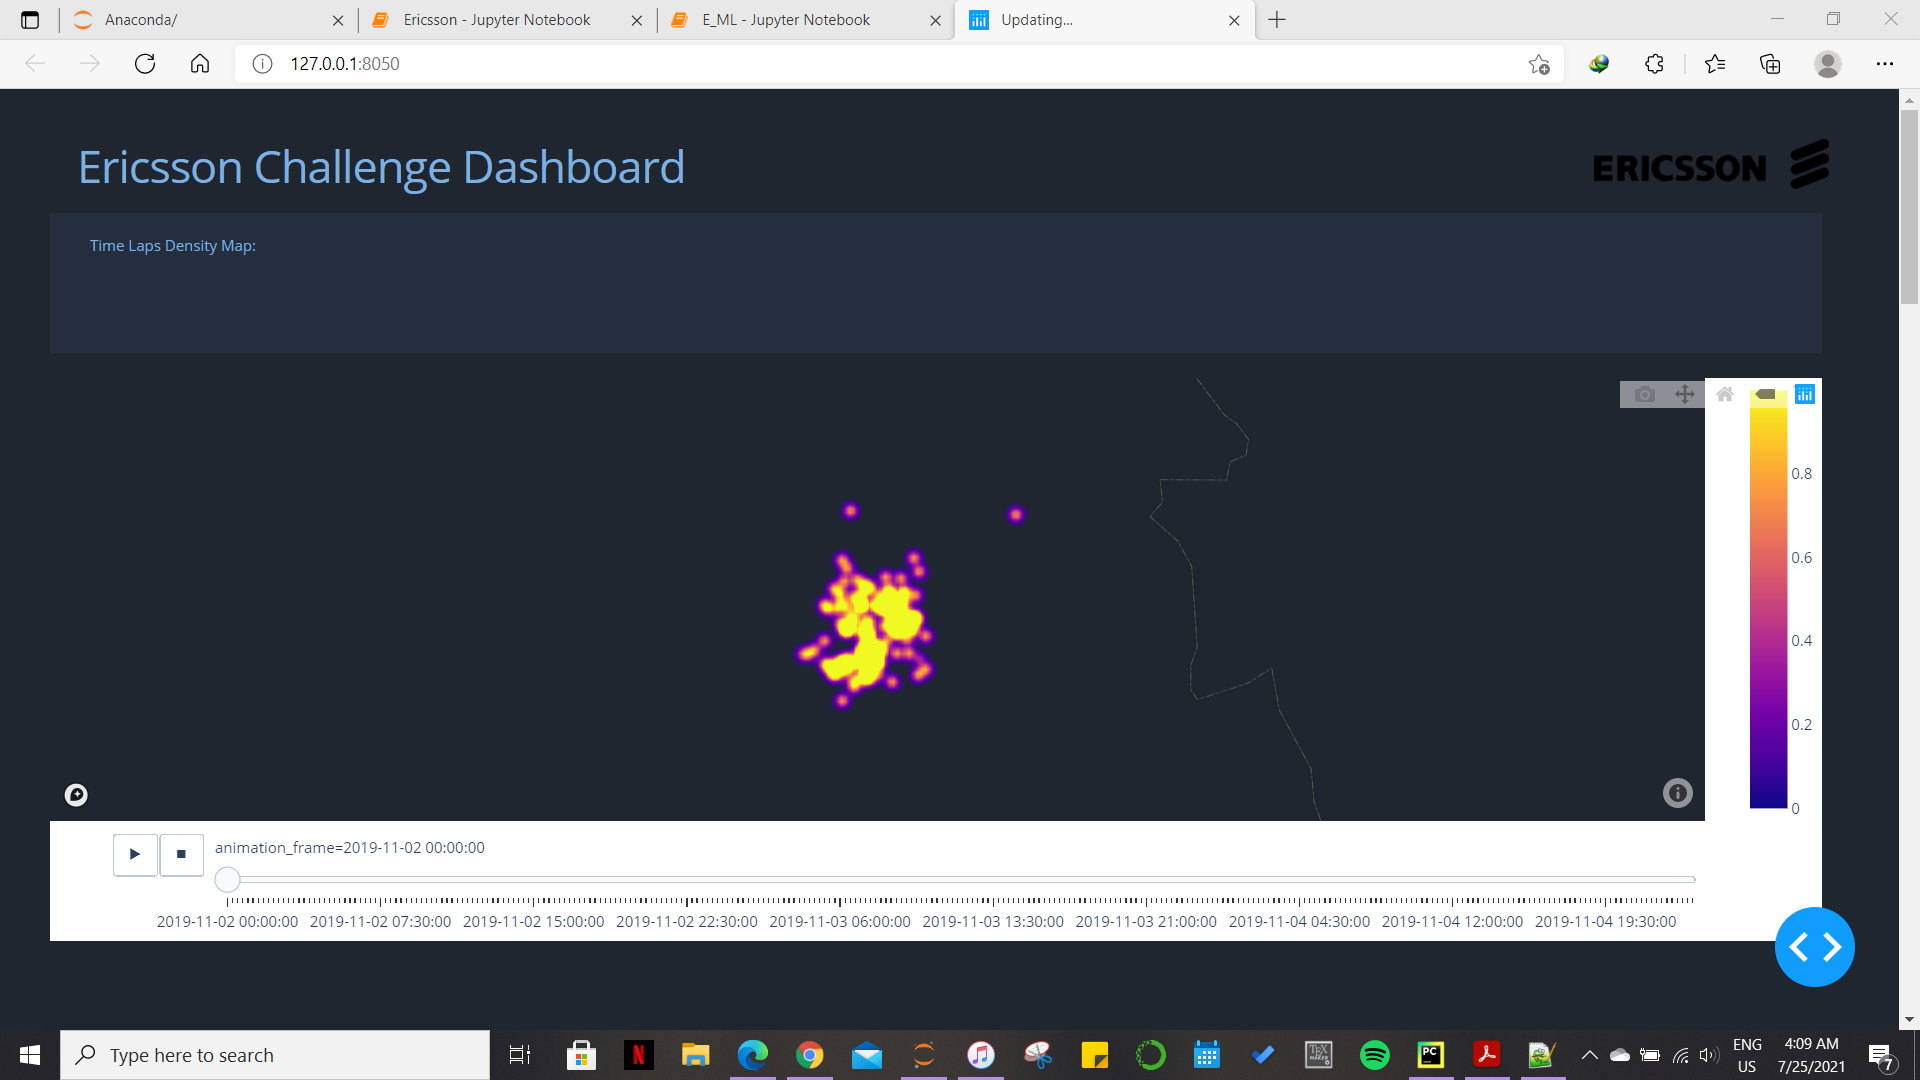 Anaconda/
Ericsson - Jupyter Notebook
E_ML - Jupyter Notebook
Updating...
127.0.0.1:8050
Ericsson Challenge Dashboard
ERICSSON
Time Laps Density Map:
0.8
0.6
0.4
0.2
0
animation_frame=2019-11-02 00:00:00
2019-11-02 00:00:00 2019-11-02 07:30:00 2019-11-02 15:00:00 2019-11-02 22:30:00 2019-11-03 06:00:00 2019-11-03 13:30:00 2019-11-03 21:00:00 2019-11-04 04:30:00 2019-11-04 12:00:00 2019-11-04 19:30:00
Type here to search
N
TEX
MAKER
PC
ENG
US
4:09 AM
7/25/2021
7